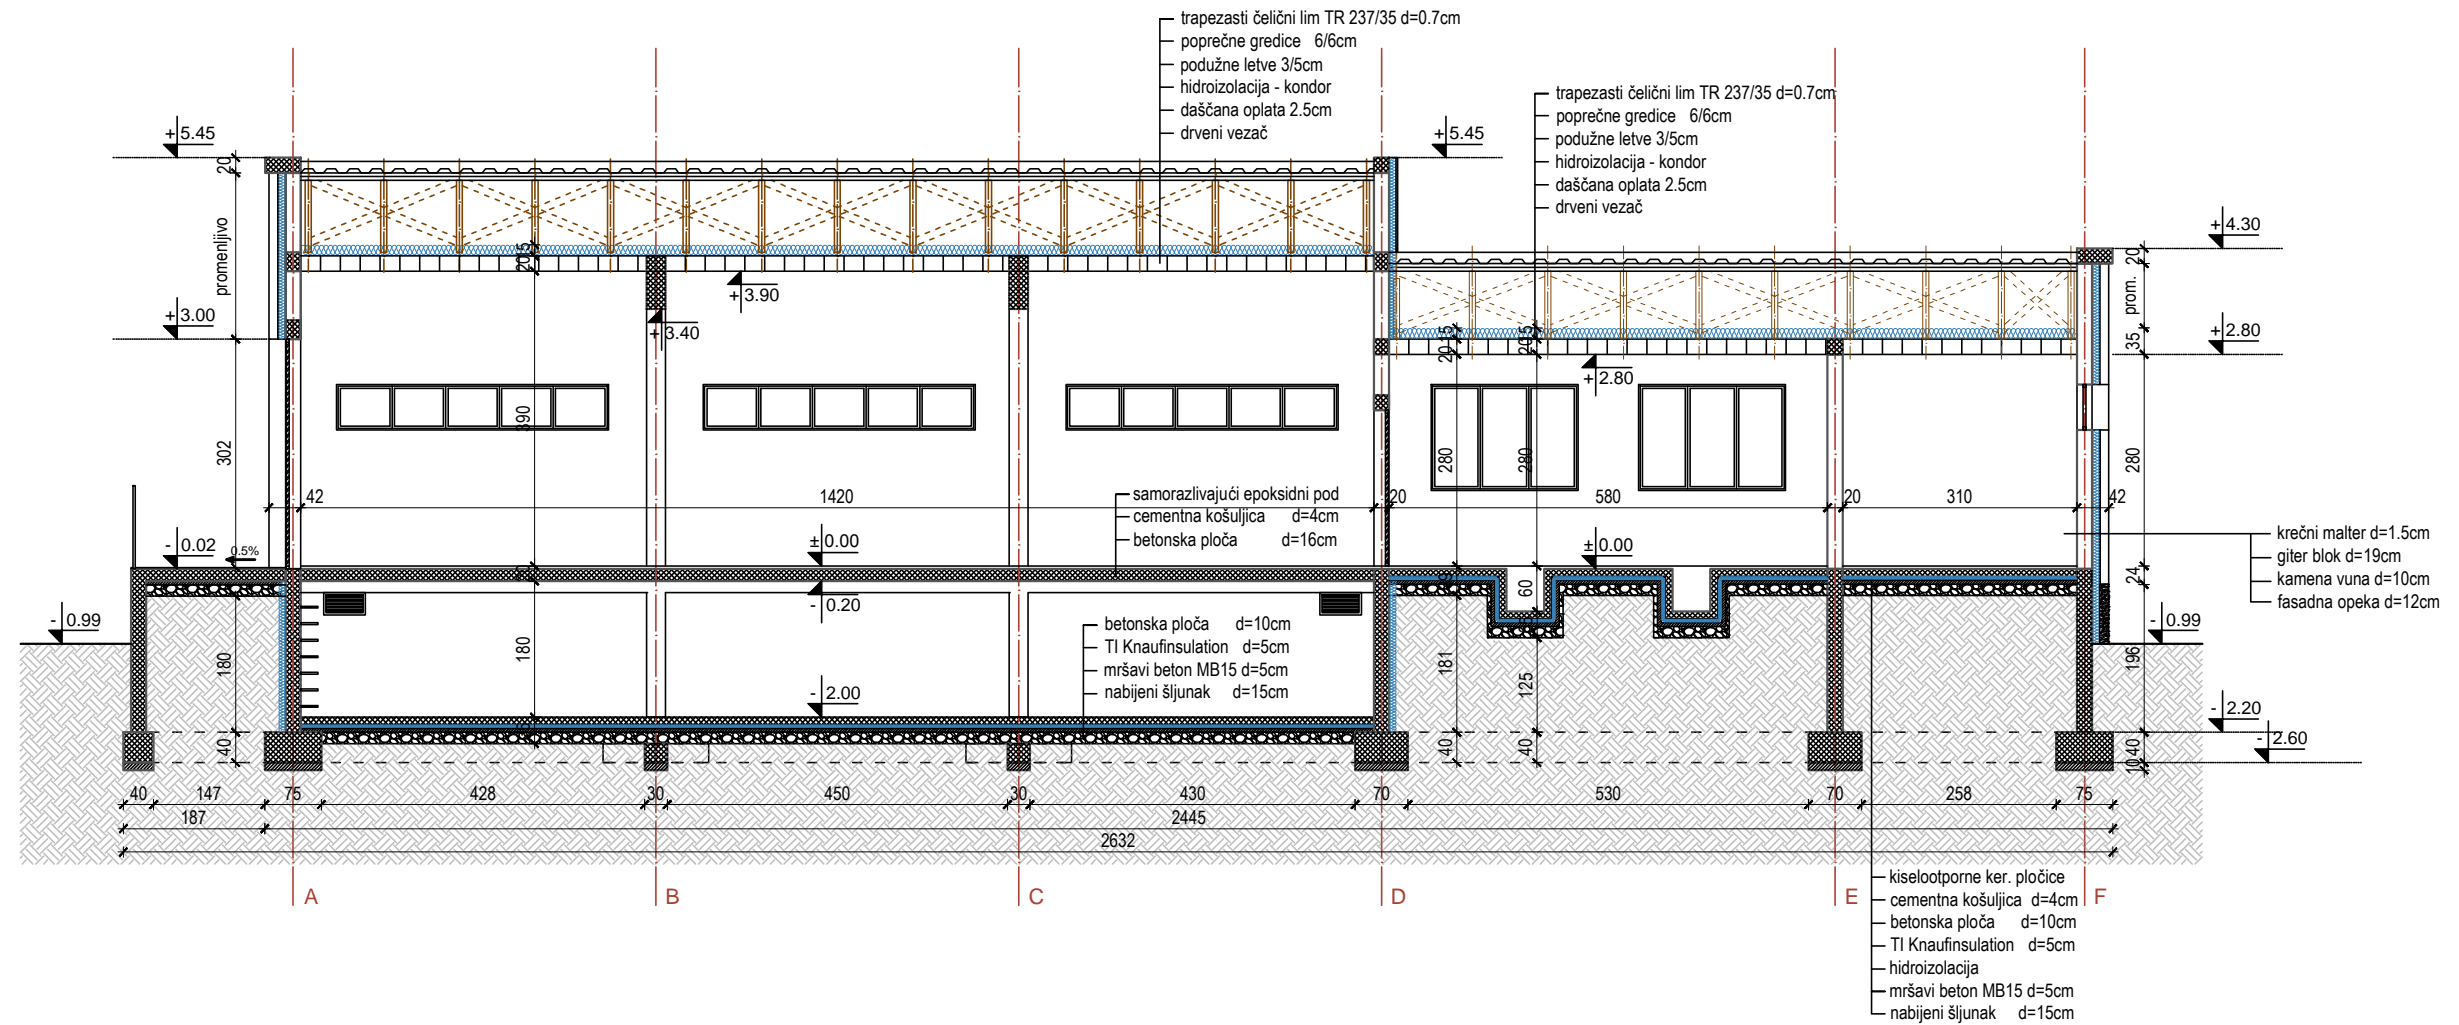 trapezasti čelični lim TR 237/35 d=0.7cm
poprečne gredice 6/6cm
podužne letve 3/5cm
hidroizolacija - kondor
daščana oplata 2.5cm
drveni vezač
trapezasti čelični lim TR 237/35 d=0.7cm
poprečne gredice 6/6cm
podužne letve 3/5cm
hidroizolacija - kondor
daščana oplata 2.5cm
drveni vezač
+5.45
20
+5.45
+4.30
20
promenljivo
15
20
+3.90
+3.00
+3.40
prom.
15
20
15
20
+2.80
35
+2.80
302
390
280
280
280
42
1420
20
580
20
310
42
samorazlivajući epoksidni pod
cementna košuljica d=4cm
betonska ploča d=16cm
krečni malter d=1.5cm
giter blok d=19cm
kamena vuna d=10cm
fasadna opeka d=12cm
- 0.02
0.5%
±0.00
±0.00
24
60
- 0.99
- 0.20
- 0.99
betonska ploča d=10cm
TI Knaufinsulation d=5cm
mršavi beton MB15 d=5cm
nabijeni šljunak d=15cm
180
180
181
125
196
- 2.00
- 2.20
- 2.60
40
40
40
40
10
40 147 75 428 30 450 30 430 70 530 70 258 75
187 2445
2632
A B C D E F
kiselootporne ker. pločice
cementna košuljica d=4cm
betonska ploča d=10cm
TI Knaufinsulation d=5cm
hidroizolacija
mršavi beton MB15 d=5cm
nabijeni šljunak d=15cm